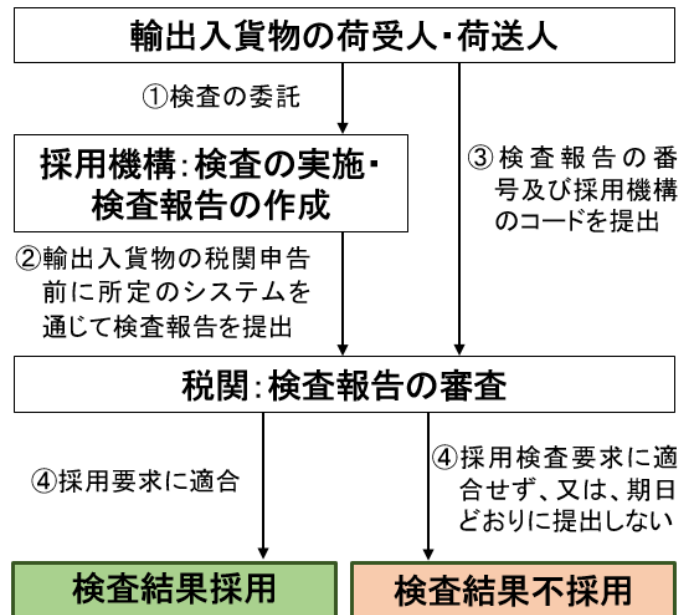 輸出入貨物の荷受人・荷送人
①検査の委託
採用機構：検査の実施・
検査報告の作成
③検査報告の番
号及び採用機構
のコードを提出
②輸出入貨物の税関申告
前に所定のシステムを
通じて検査報告を提出
税関：検査報告の審査
④採用要求に適合
④採用検査要求に適
合せず、又は、期日
どおりに提出しない
検査結果採用
検査結果不採用